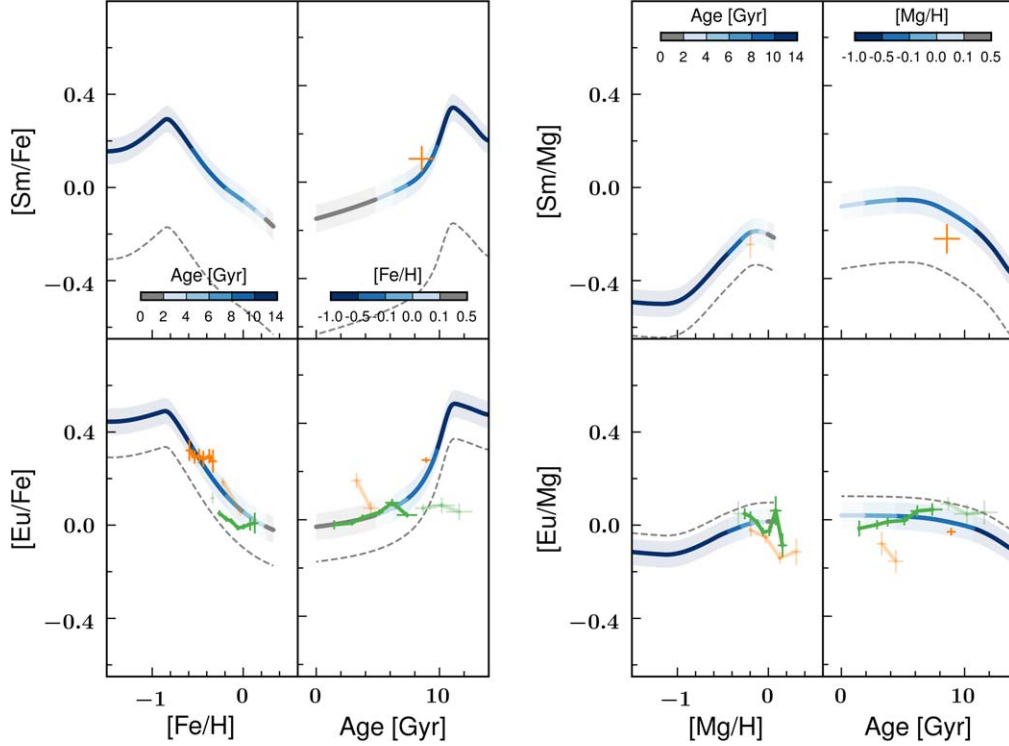 Age [Gyr]
0 2 4 6 8 10 14
[Mg/H]
-1.0 -0.5 -0.1 0.0 0.1 0.5
[Sm/Fe]
0.4
0.0
−0.4
Age [Gyr]
0 2 4 6 8 10 14
[Fe/H]
-1.0 -0.5 -0.1 0.0 0.1 0.5
[Sm/Mg]
0.4
0.0
−0.4
[Eu/Fe]
0.4
0.0
−0.4
[Eu/Mg]
0.4
0.0
−0.4
−1 0 0 10
[Fe/H] Age [Gyr]
−1 0 0 10
[Mg/H] Age [Gyr]